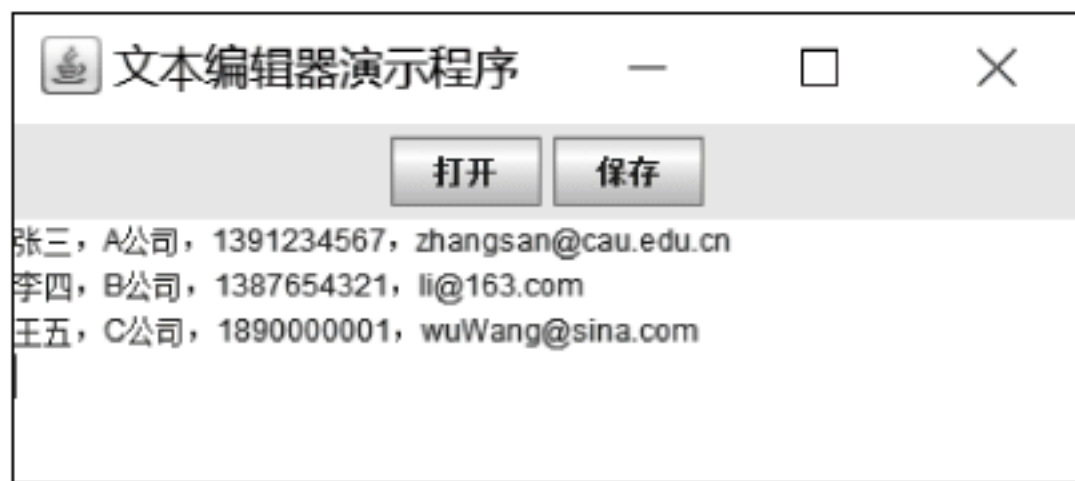 文本编辑器演示程序
打开 保存
张三，A公司，1391234567，zhangsan@cau.edu.cn
李四，B公司，1387654321，li@163.com
王五，C公司，1890000001，wuWang@sina.com